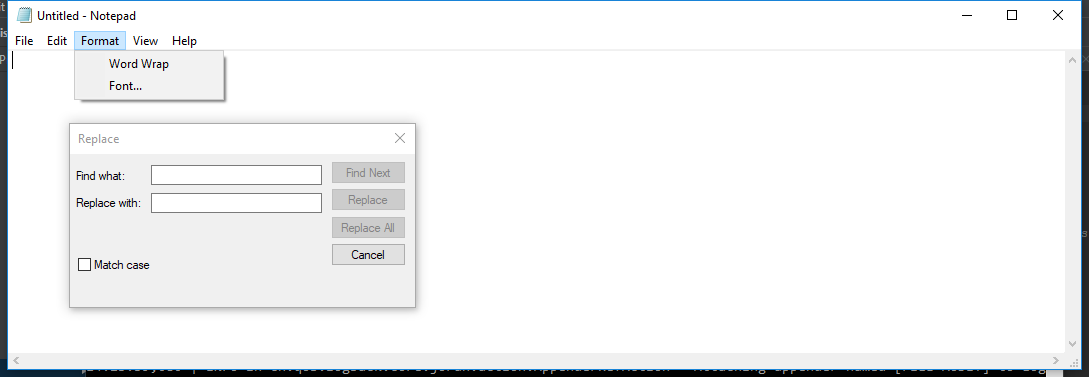 Untitled - Notepad
File Edit Format View Help
Word Wrap
Font...
Replace
Find what:
Find Next
Replace with:
Replace
Replace All
Cancel
Match case